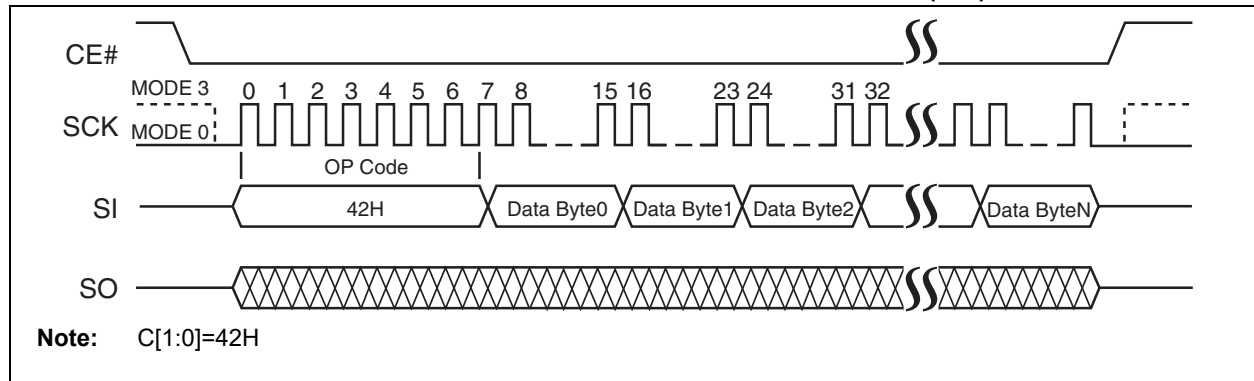 CE#
MODE 3
0 1 2 3 4 5 6 7 8 15 16 23 24 31 32
SCK
MODE 0
OP Code
SI
42H Data Byte0 Data Byte1 Data Byte2 Data ByteN
SO
Note: C[1:0]=42H